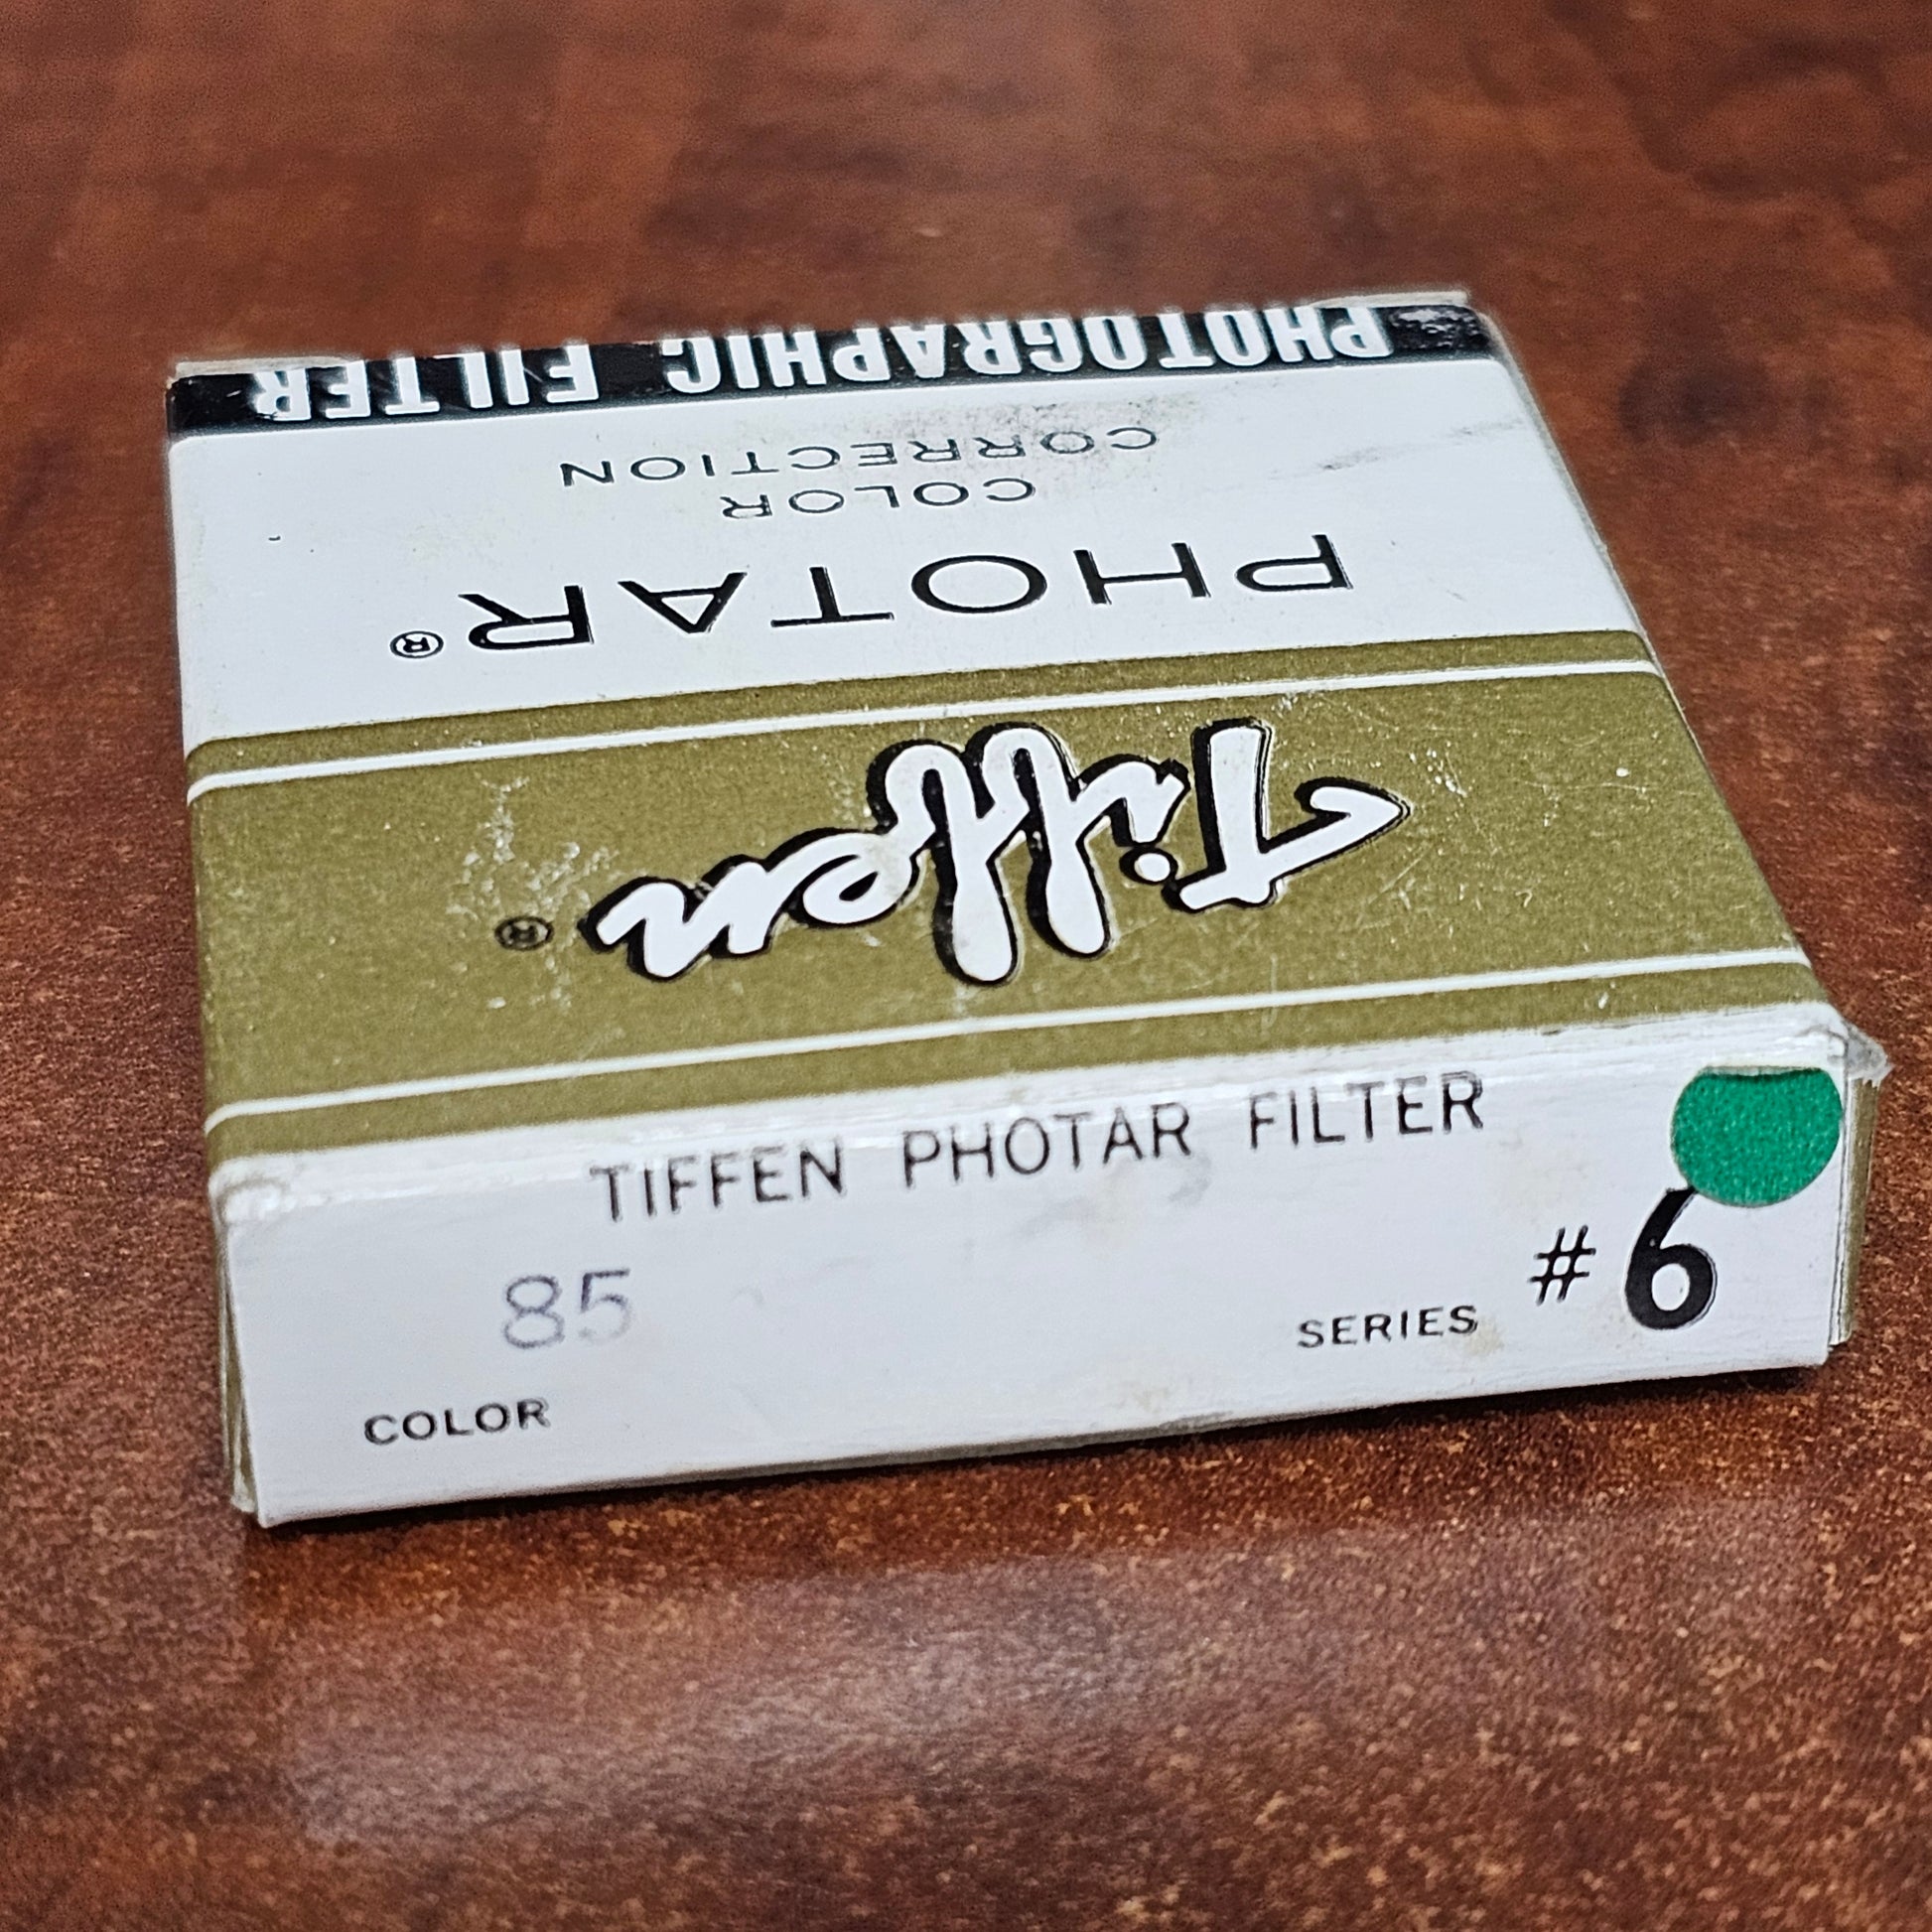 PHOTOGRAPHIC FILTER
COLOR
CORRECTION
PHOTAR®
Tiffen®
TIFFEN PHOTAR FILTER
85
COLOR
SERIES #6